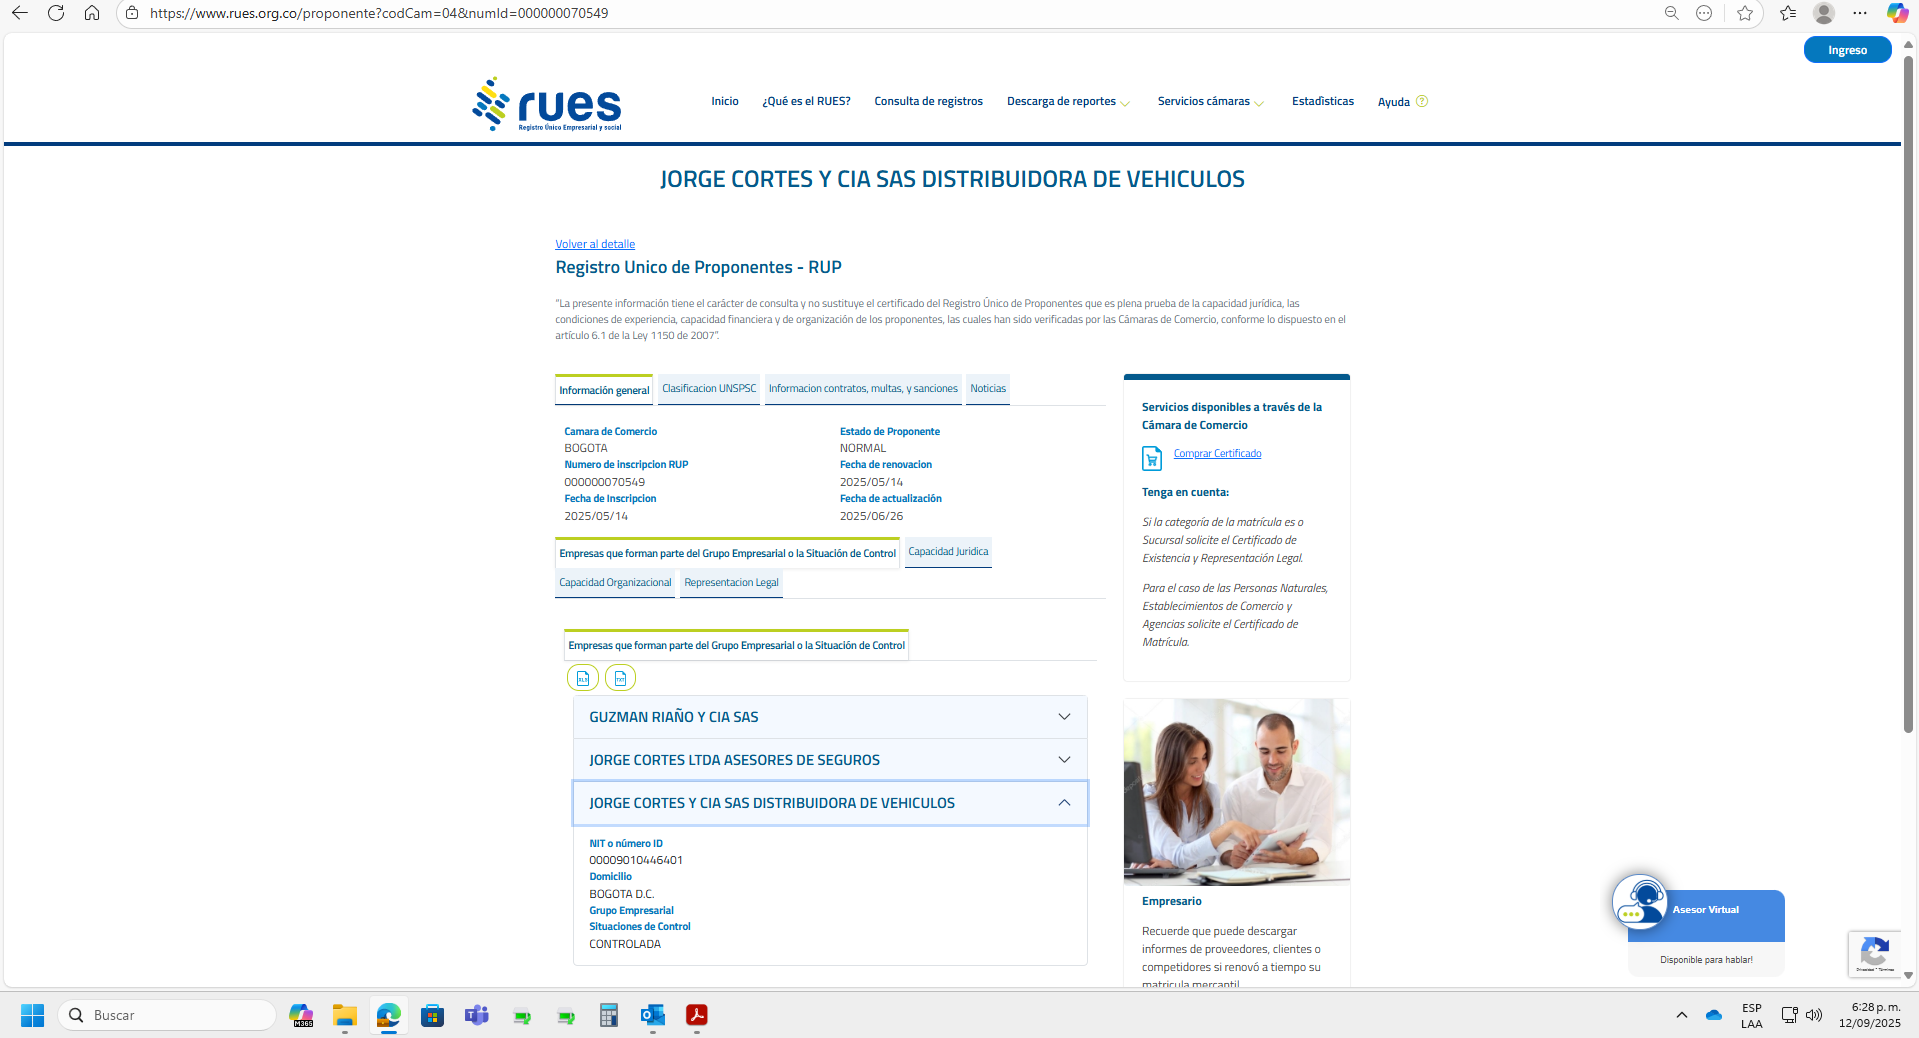 https://www.rues.org.co/proponente?codCam=04&numId=000000070549
Ingreso
rues
Registro Único Empresarial y social
Inicio
¿Qué es el RUES?
Consulta de registros
Descarga de reportes
Servicios cámaras
Estadísticas
Ayuda ?
JORGE CORTES Y CIA SAS DISTRIBUIDORA DE VEHICULOS
Volver al detalle
Registro Unico de Proponentes - RUP
"La presente información tiene el carácter de consulta y no sustituye el certificado del Registro Único de Proponentes que es plena prueba de la capacidad jurídica, las
condiciones de experiencia, capacidad financiera y de organización de los proponentes, las cuales han sido verificadas por las Cámaras de Comercio, conforme lo dispuesto en el
artículo 6.1 de la Ley 1150 de 2007".
Información general
Clasificacion UNSPSC
Informacion contratos, multas, y sanciones
Noticias
Camara de Comercio
BOGOTA
Numero de inscripcion RUP
000000070549
Fecha de Inscripcion
2025/05/14
Estado de Proponente
NORMAL
Fecha de renovacion
2025/05/14
Fecha de actualización
2025/06/26
Empresas que forman parte del Grupo Empresarial o la Situación de Control
Capacidad Juridica
Capacidad Organizacional
Representacion Legal
Empresas que forman parte del Grupo Empresarial o la Situación de Control
XLS
TXT
GUZMAN RIAÑO Y CIA SAS
JORGE CORTES LTDA ASESORES DE SEGUROS
JORGE CORTES Y CIA SAS DISTRIBUIDORA DE VEHICULOS
NIT o número ID
00009010446401
Domicilio
BOGOTA D.C.
Grupo Empresarial
Situaciones de Control
CONTROLADA
Servicios disponibles a través de la
Cámara de Comercio
Comprar Certificado
Tenga en cuenta:
Si la categoría de la matrícula es o
Sucursal solicite el Certificado de
Existencia y Representación Legal.
Para el caso de las Personas Naturales,
Establecimientos de Comercio y
Agencias solicite el Certificado de
Matrícula.
Empresario
Recuerde que puede descargar
informes de proveedores, clientes o
competidores si renovó a tiempo su
matricula mercantil
Asesor Virtual
Disponible para hablar!
Privacidad - Términos
Buscar
M365
ESP
LAA
6:28 p. m.
12/09/2025